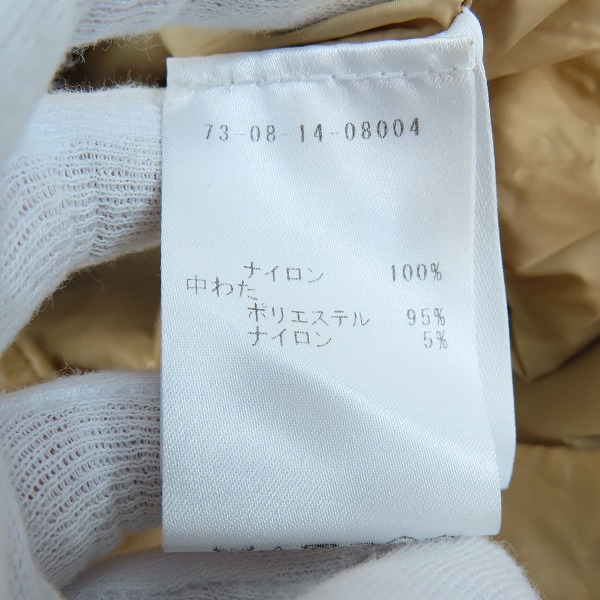 73-08-14-08004
ナイロン 100%
中わた
ポリエステル 95%
ナイロン 5%